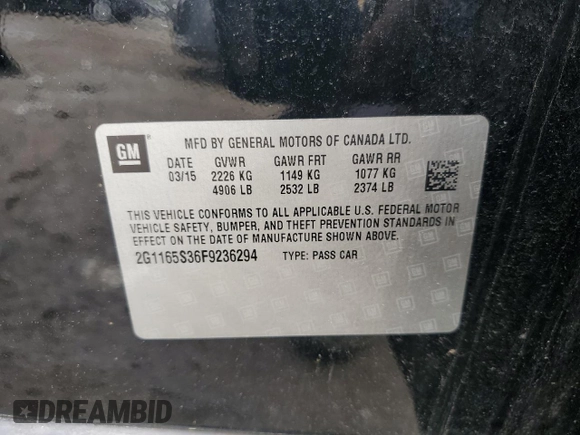 GM
MFD BY GENERAL MOTORS OF CANADA LTD.
DATE GVWR GAWR FRT GAWR RR
03/15 2226 KG 1149 KG 1077 KG
4906 LB 2532 LB 2374 LB
THIS VEHICLE CONFORMS TO ALL APPLICABLE U.S. FEDERAL MOTOR
VEHICLE SAFETY, BUMPER, AND THEFT PREVENTION STANDARDS IN
EFFECT ON THE DATE OF MANUFACTURE SHOWN ABOVE.
2G1165S36F9236294 TYPE: PASS CAR
DREAMBID